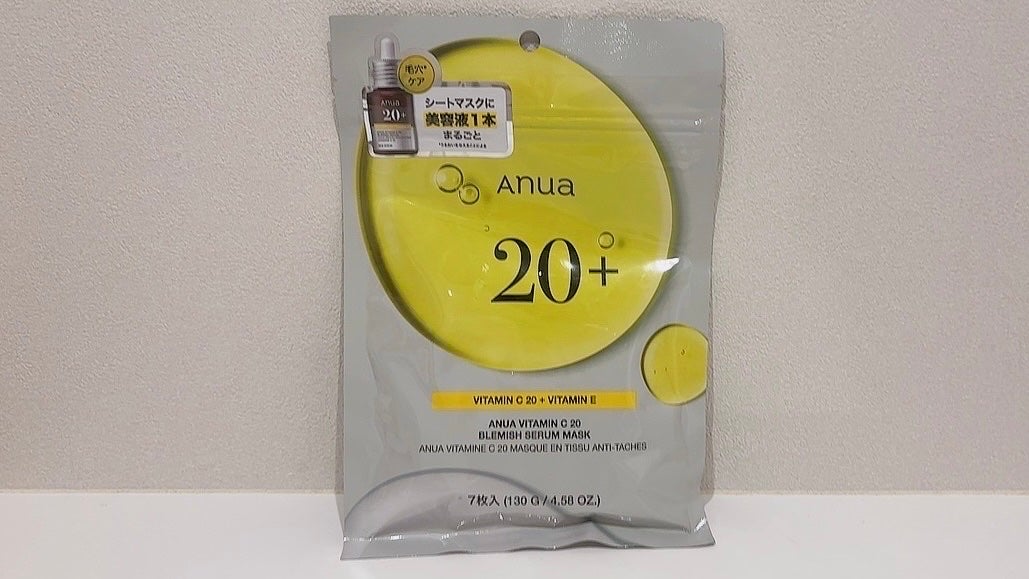 毛穴*
ケア
Anua
20+
シートマスクに
美容液1本
まるごと
Anua
20+
VITAMIN C 20 + VITAMIN E
ANUA VITAMIN C 20
BLEMISH SERUM MASK
ANUA VITAMINE C 20 MASQUE EN TISSU ANTI-TACHES
7枚入 (130 G / 4.58 OZ.)